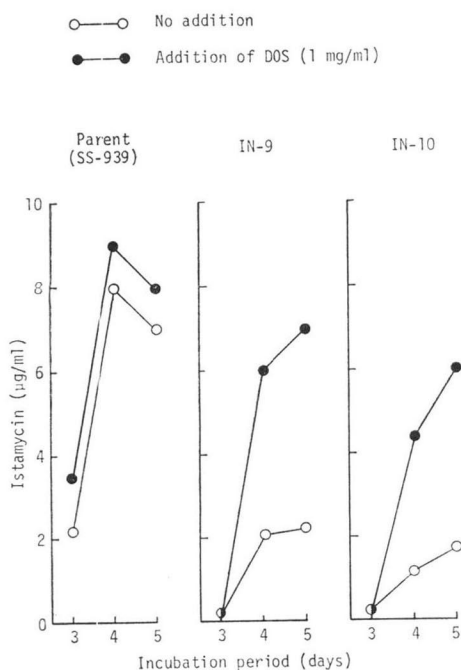 No addition
Addition of DOS (1 mg/ml)
Parent
(SS-939)
IN-9
IN-10
10
8
6
4
2
0
Istamycin (µg/ml)
3 4 5 3 4 5 3 4 5
Incubation period (days)